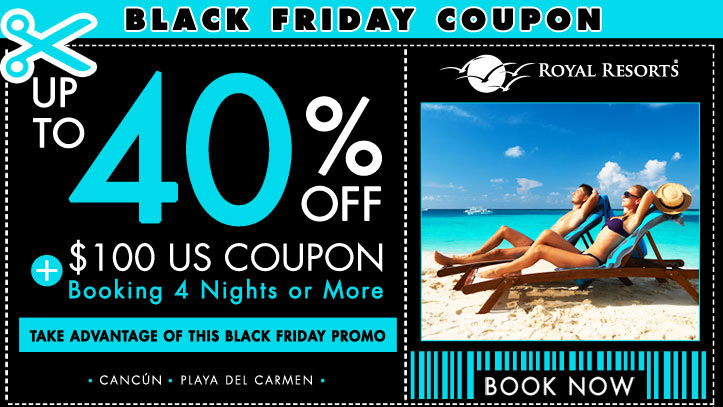 BLACK FRIDAY COUPON
UP
TO
40%
OFF
+ $100 US COUPON
Booking 4 Nights or More
TAKE ADVANTAGE OF THIS BLACK FRIDAY PROMO
• CANCÚN • PLAYA DEL CARMEN •
ROYAL RESORTS®
BOOK NOW